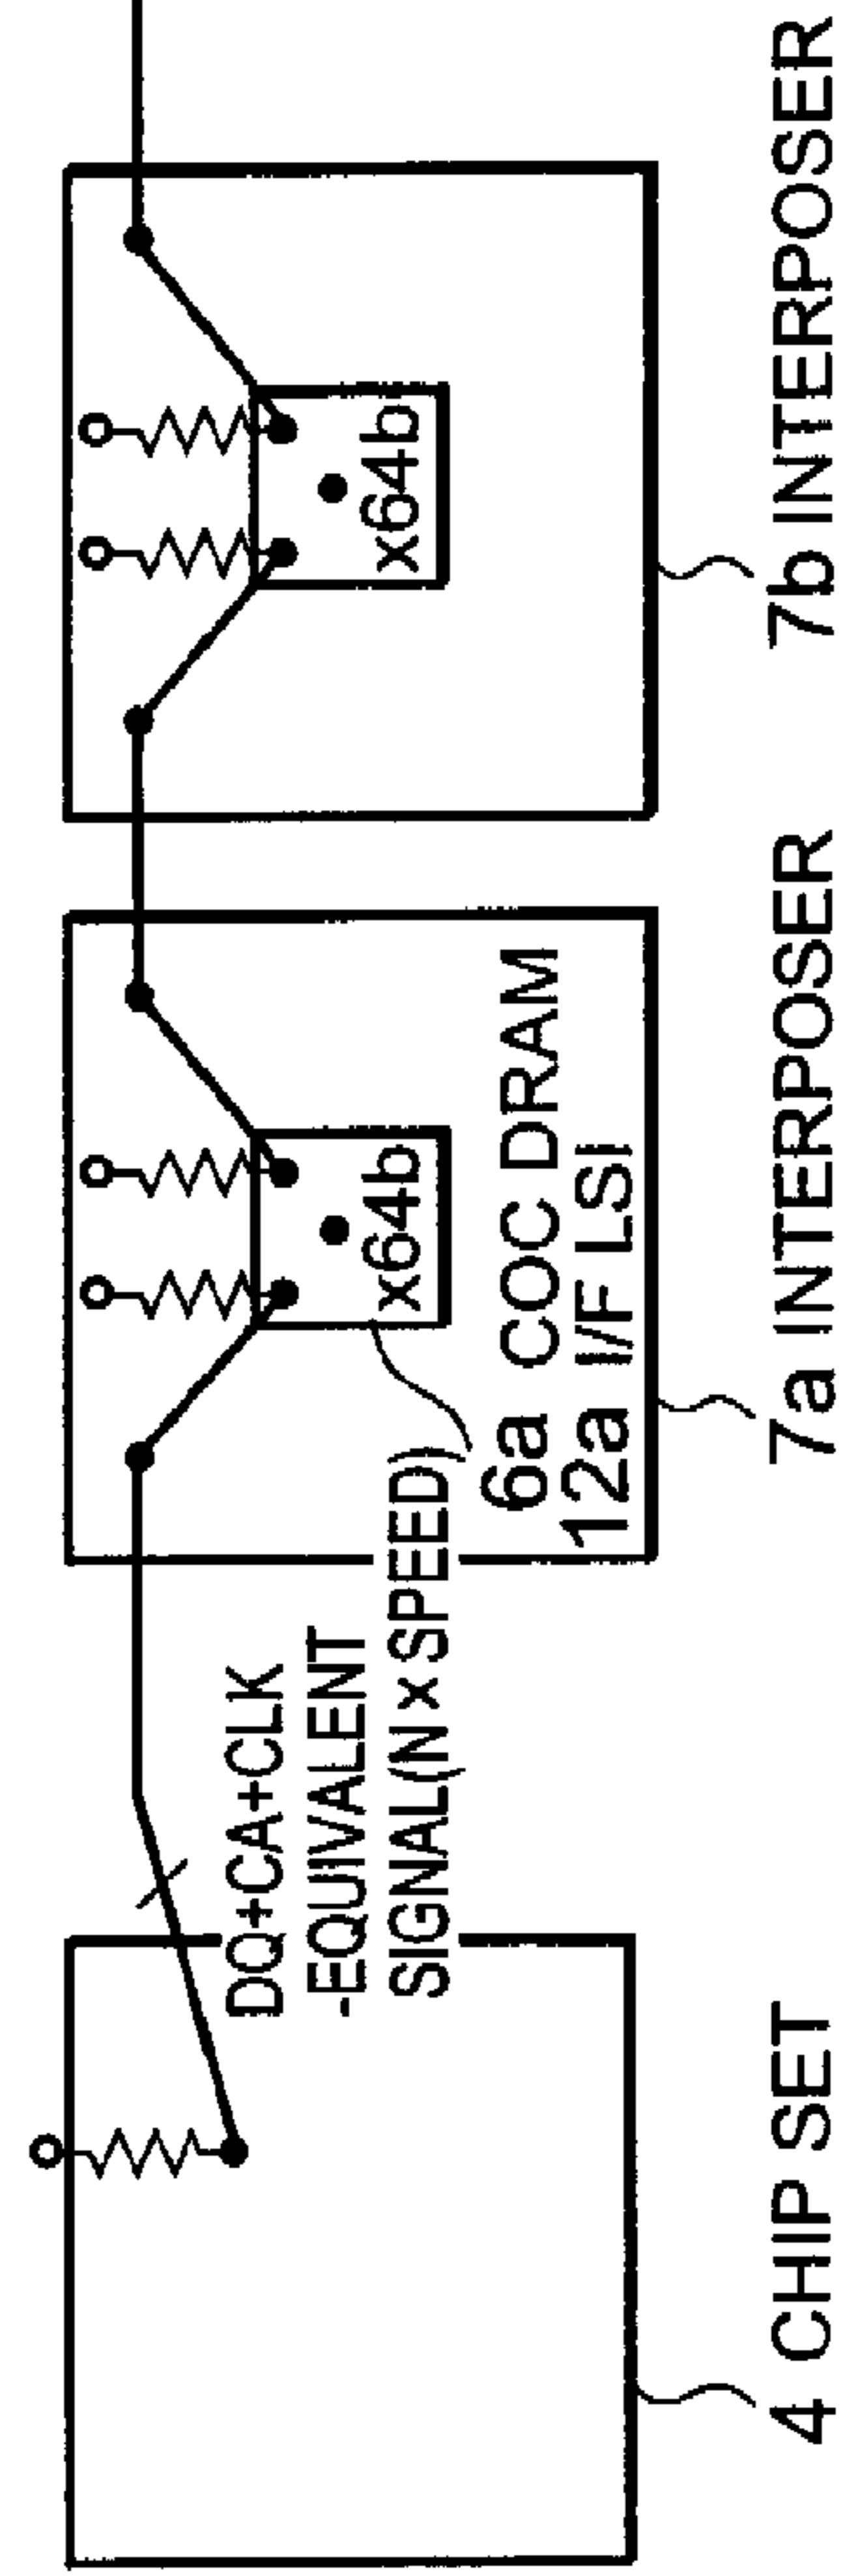 DQ+CA+CLK
-EQUIVALENT
SIGNAL(N×SPEED)
x64b
x64b
6a COC DRAM
12a I/F LSI
4 CHIP SET
7a INTERPOSER
7b INTERPOSER